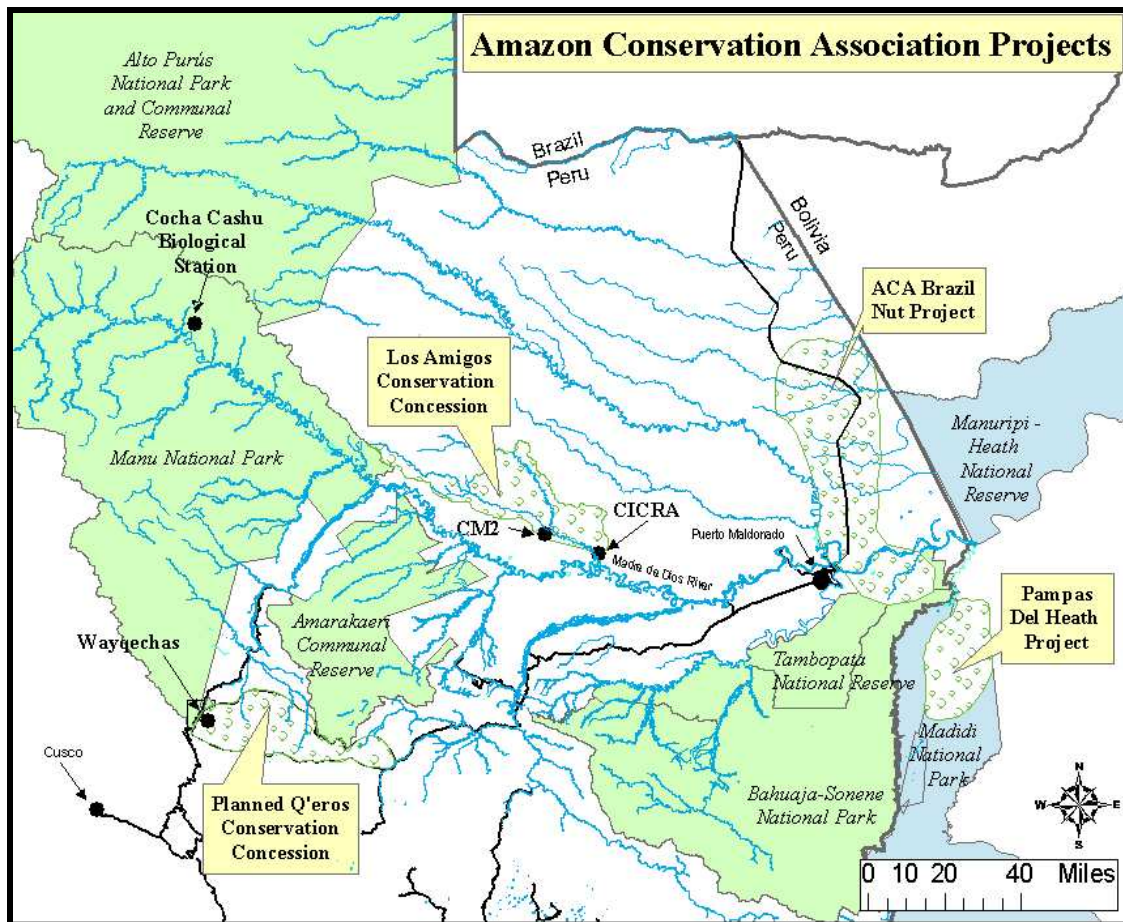 Amazon Conservation Association Projects
Alto Purús
National Park
and Communal
Reserve
Brazil
Peru
Bolivia
Peru
Cocha Cashu
Biological
Station
ACA Brazil
Nut Project
Los Amigos
Conservation
Concession
Manuripi -
Heath
National
Reserve
Manu National Park
CM2
CICRA
Puerto Maldonado
Madre de Dios River
Pampas
Del Heath
Project
Amarakaeri
Communal
Reserve
Wayqechas
Tambopata
National Reserve
Madidi
National
Park
Cusco
Planned Q'eros
Conservation
Concession
Bahuaja-Sonene
National Park
N
W
E
S
0 10 20 40 Miles